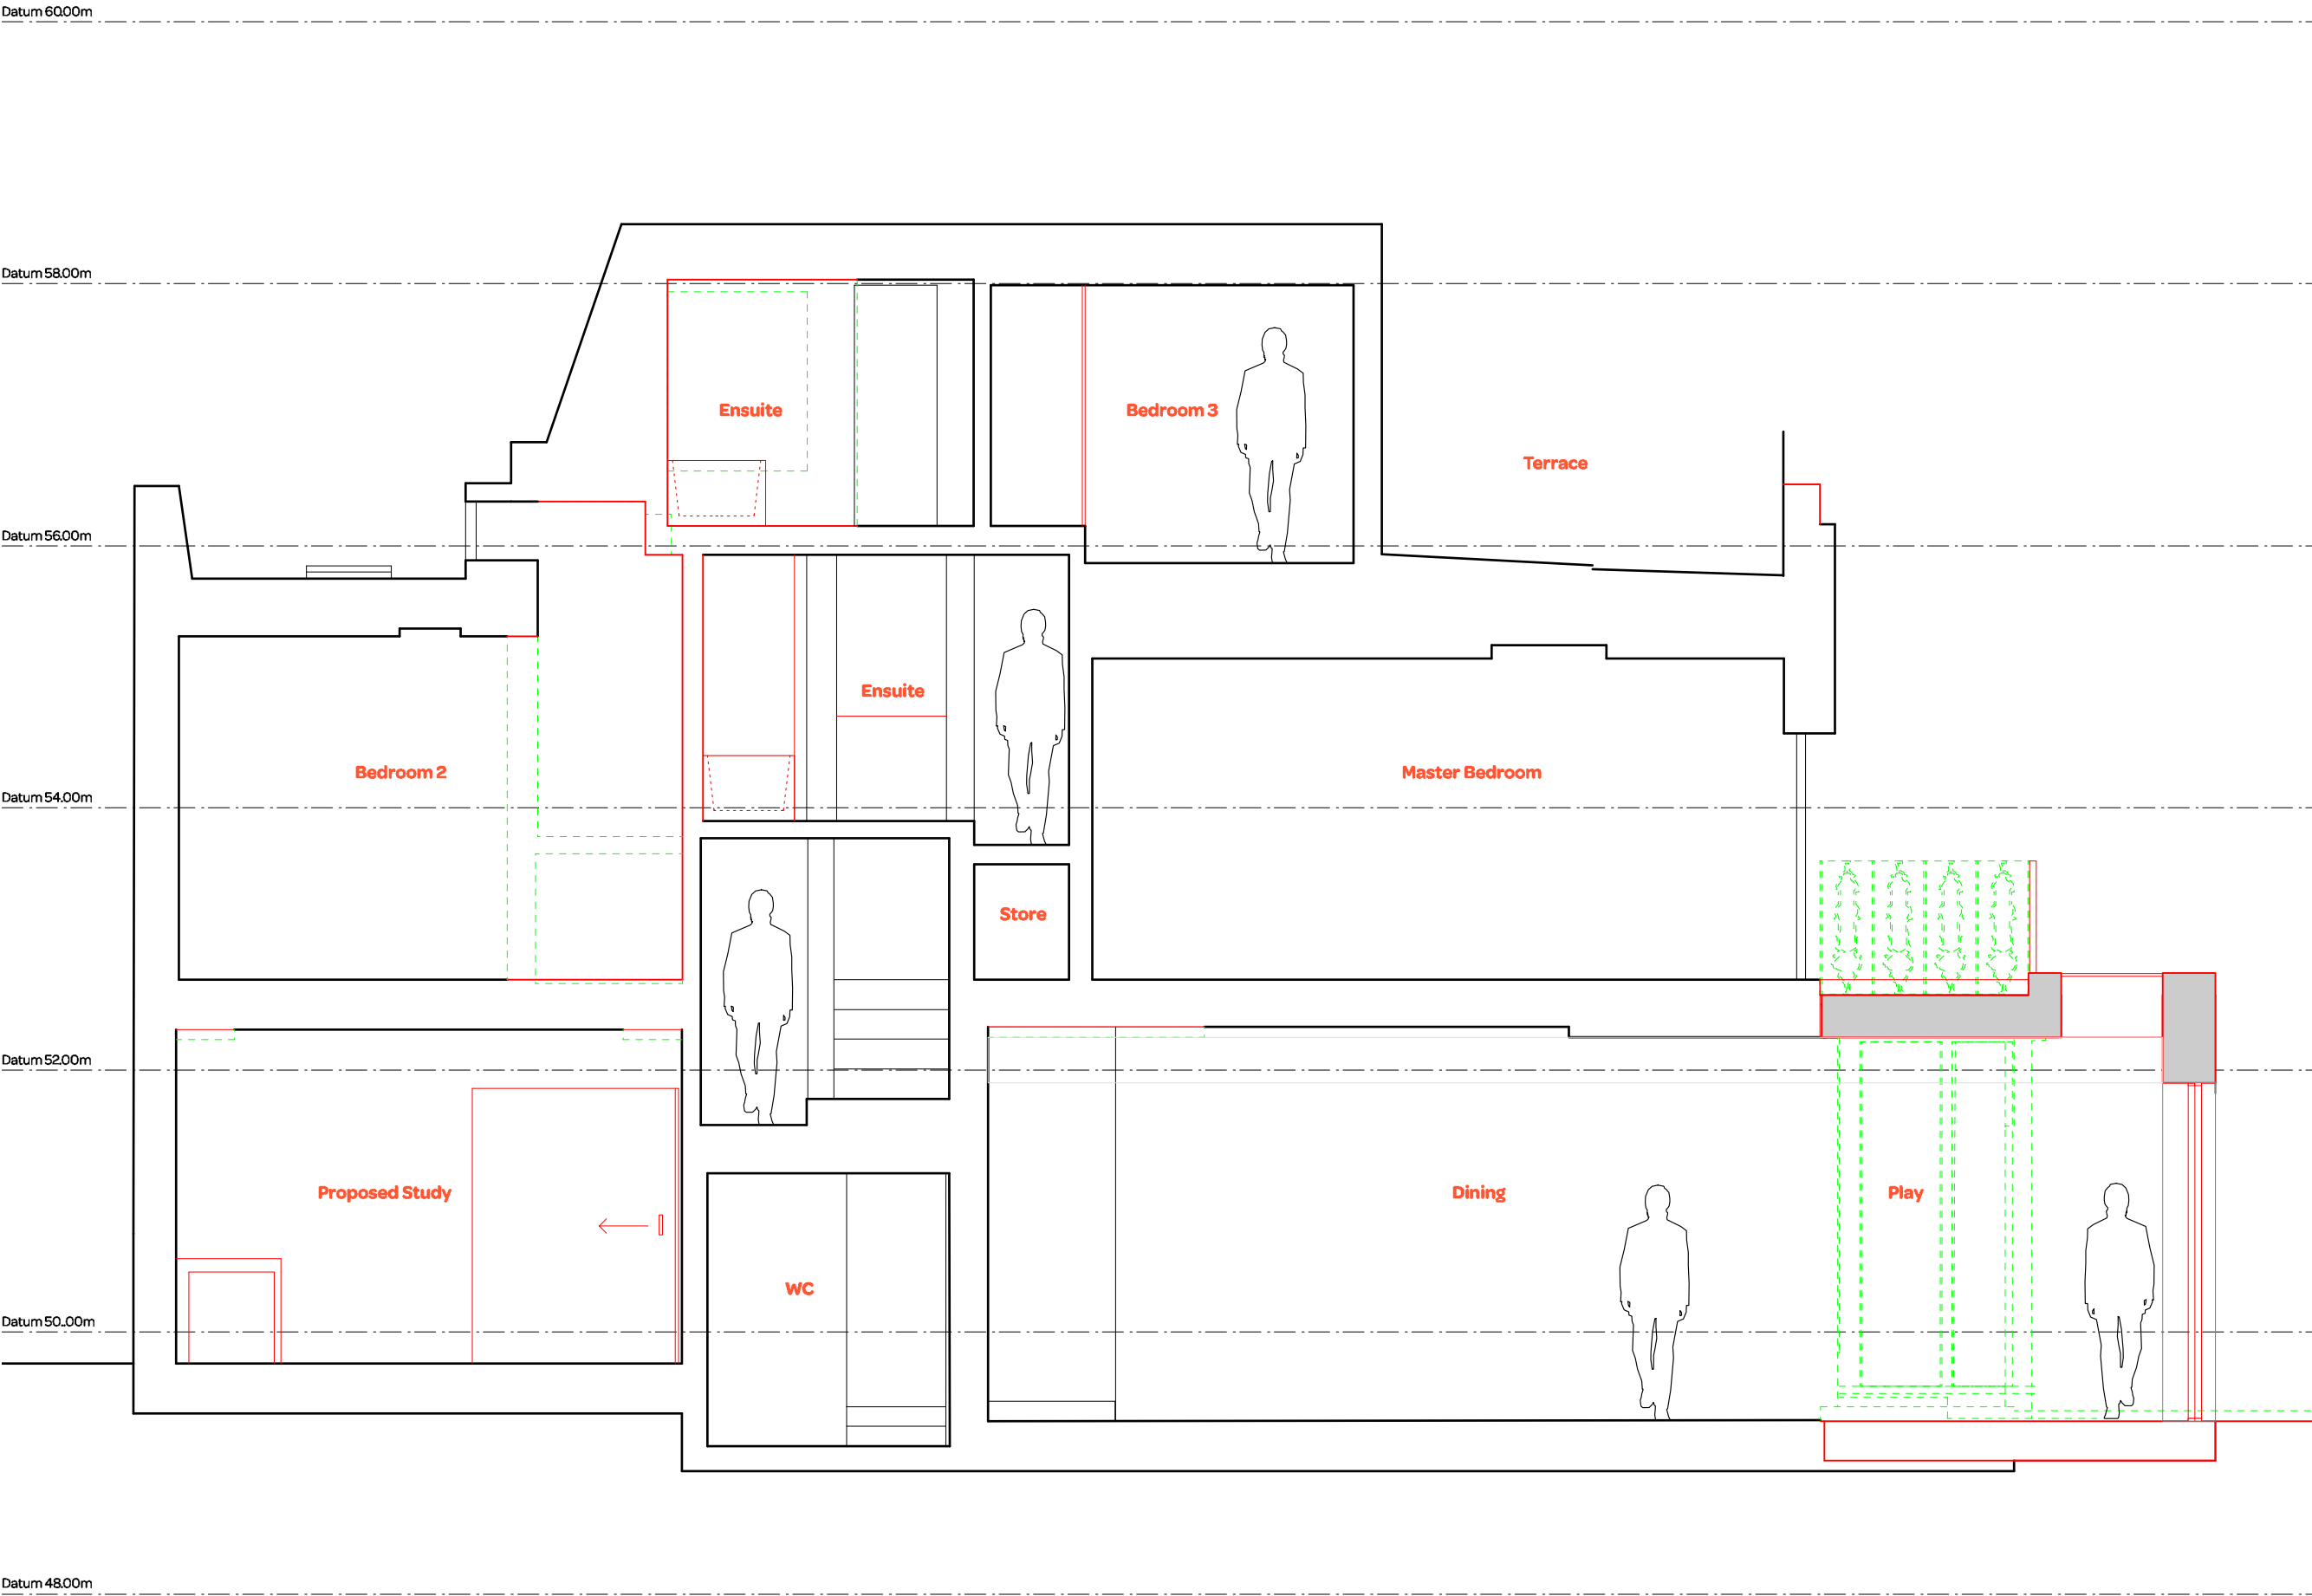 Datum 60.00m
Datum 58.00m
Ensuite
Bedroom 3
Terrace
Datum 56.00m
Ensuite
Bedroom 2
Master Bedroom
Datum 54.00m
Store
Datum 52.00m
Proposed Study
Dining
Play
WC
Datum 50..00m
Datum 48.00m